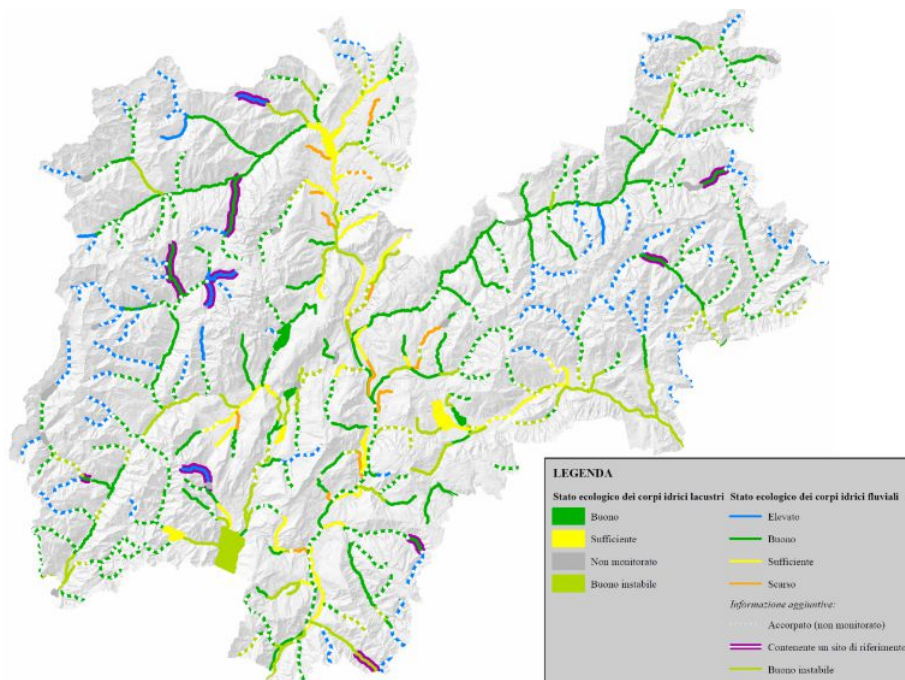 LEGENDA
Stato ecologico dei corpi idrici lacustri
Buono
Sufficiente
Non monitorato
Buono instabile
Stato ecologico dei corpi idrici fluviali
Elevato
Buono
Sufficiente
Scarso
Informazione aggiuntive:
Accorpato (non monitorato)
Contenente un sito di riferimento
Buono instabile